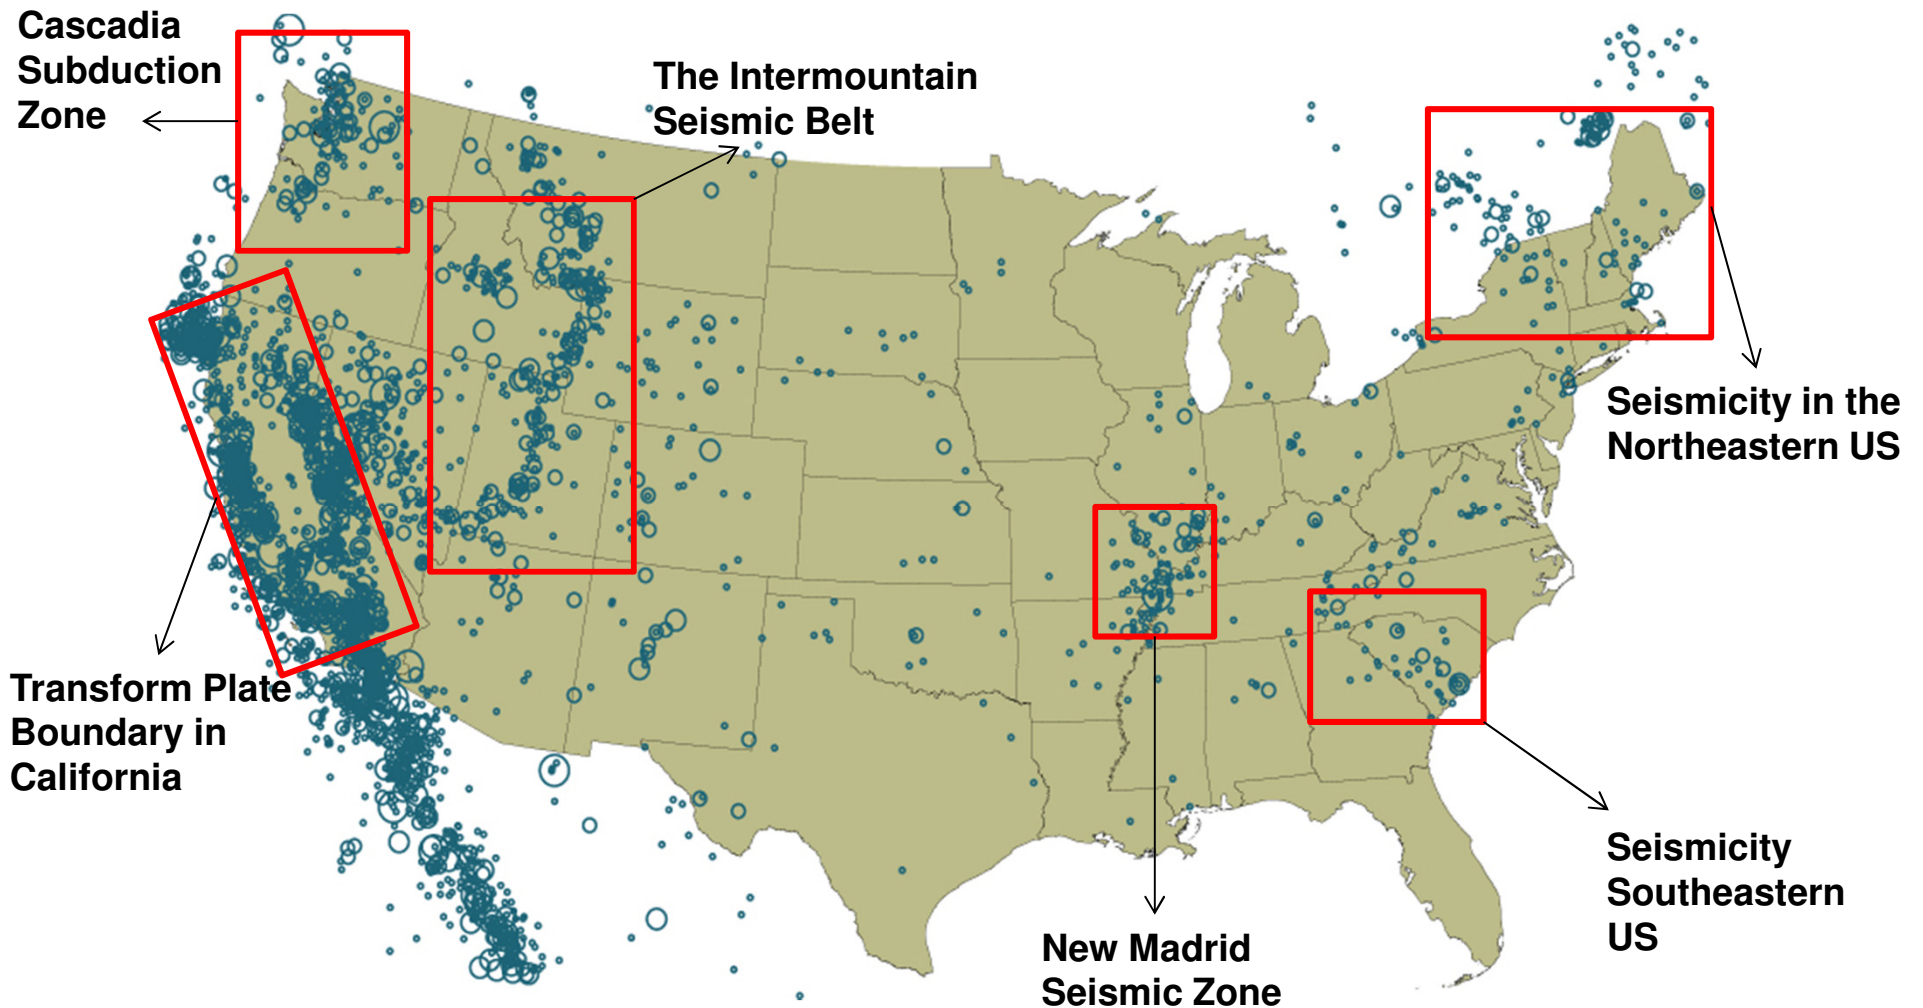 Cascadia
Subduction
Zone
The Intermountain
Seismic Belt
Seismicity in the
Northeastern US
Transform Plate
Boundary in
California
Seismicity
Southeastern
US
New Madrid
Seismic Zone